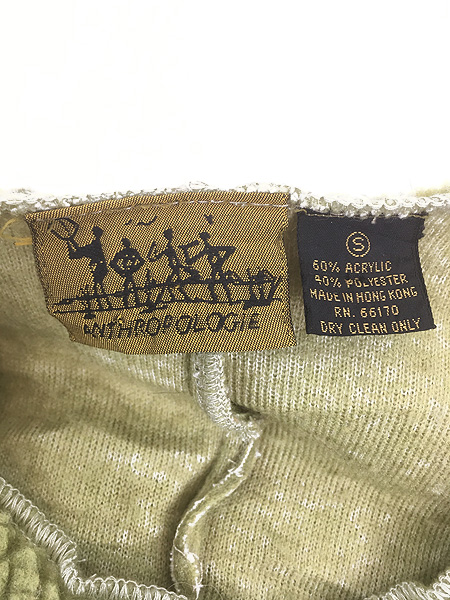 ANTHROPOLOGIE
S
60% ACRYLIC
40% POLYESTER
MADE IN HONG KONG
RN. 66170
DRY CLEAN ONLY